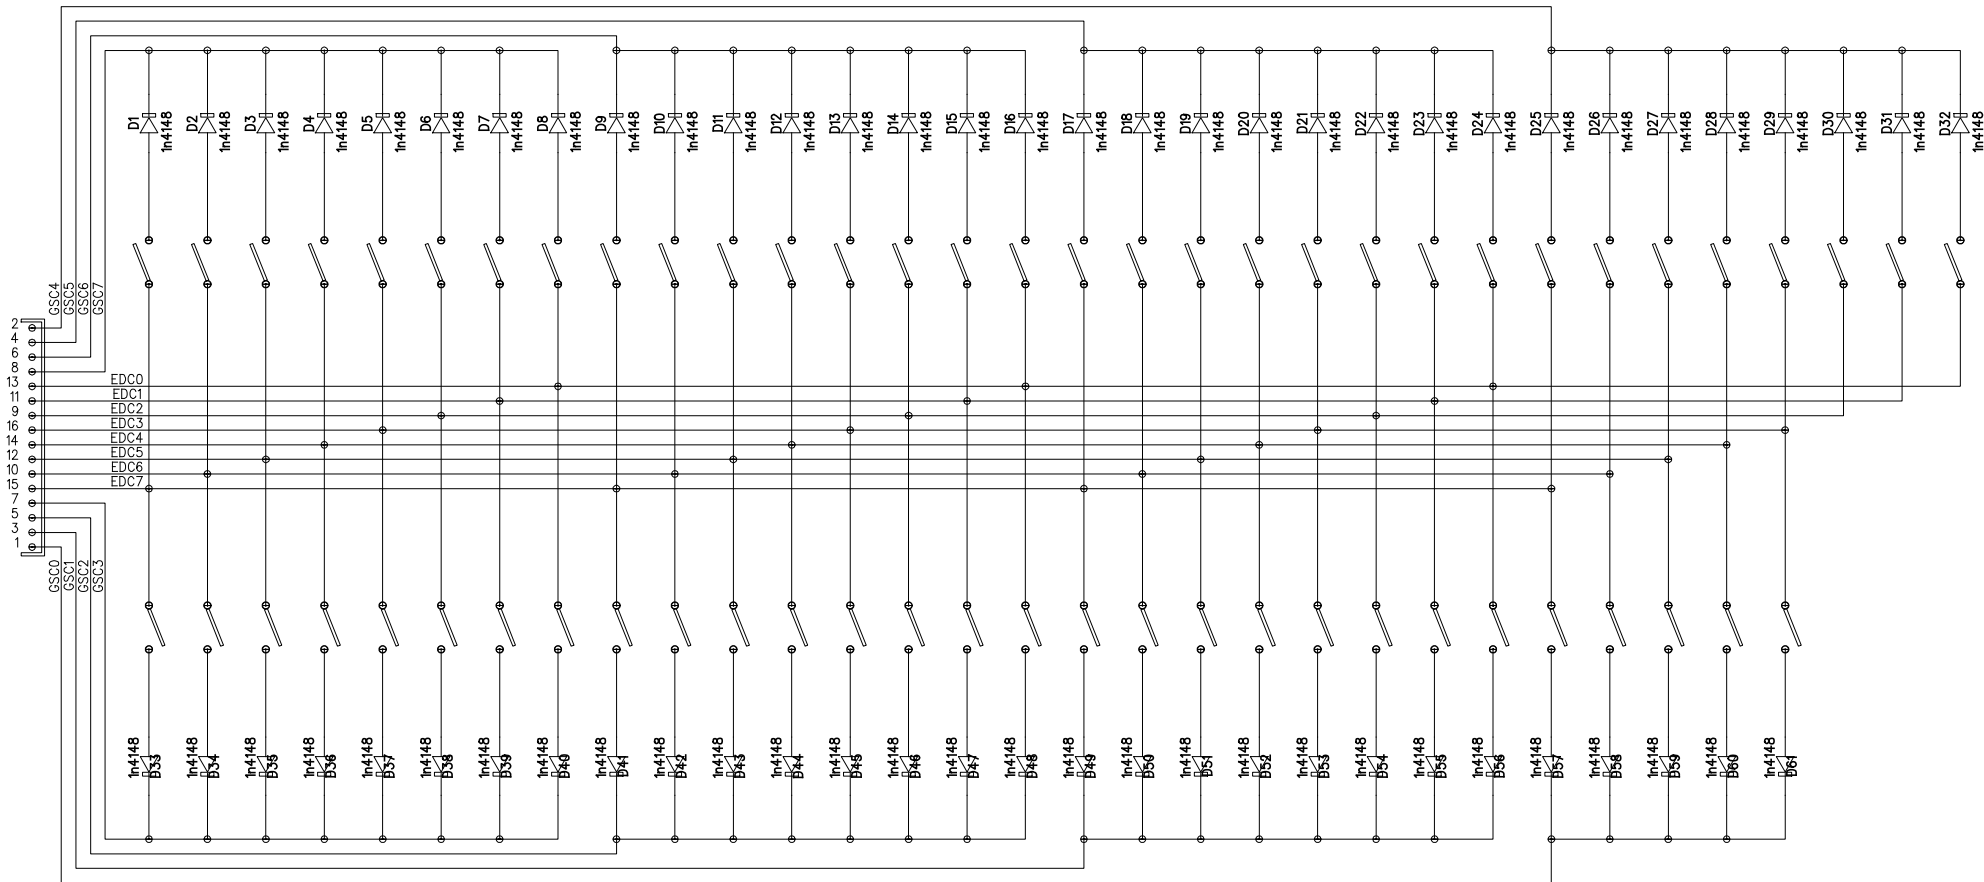 D1 1n4148
D2 1n4148
D3 1n4148
D4 1n4148
D5 1n4148
D6 1n4148
D7 1n4148
D8 1n4148
D9 1n4148
D10 1n4148
D11 1n4148
D12 1n4148
D13 1n4148
D14 1n4148
D15 1n4148
D16 1n4148
D17 1n4148
D18 1n4148
D19 1n4148
D20 1n4148
D21 1n4148
D22 1n4148
D23 1n4148
D24 1n4148
D25 1n4148
D26 1n4148
D27 1n4148
D28 1n4148
D29 1n4148
D30 1n4148
D31 1n4148
D32 1n4148
GSC4
GSC5
GSC6
GSC7
2
4
6
8
13 EDC0
11 EDC1
9 EDC2
16 EDC3
14 EDC4
12 EDC5
10 EDC6
15 EDC7
7
5
3
1
GSC0
GSC1
GSC2
GSC3
1n4148 D33
1n4148 D34
1n4148 D35
1n4148 D36
1n4148 D37
1n4148 D38
1n4148 D39
1n4148 D40
1n4148 D41
1n4148 D42
1n4148 D43
1n4148 D44
1n4148 D45
1n4148 D46
1n4148 D47
1n4148 D48
1n4148 D49
1n4148 D50
1n4148 D51
1n4148 D52
1n4148 D53
1n4148 D54
1n4148 D55
1n4148 D56
1n4148 D57
1n4148 D58
1n4148 D59
1n4148 D60
1n4148 D61